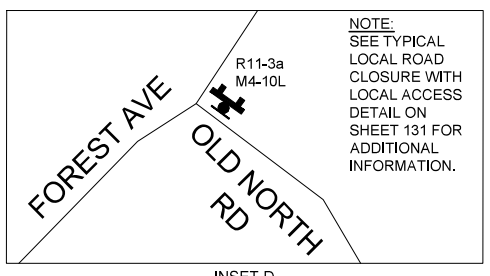 NOTE:
SEE TYPICAL
LOCAL ROAD
CLOSURE WITH
LOCAL ACCESS
DETAIL ON
SHEET 131 FOR
ADDITIONAL
INFORMATION.
R11-3a
M4-10L
FOREST AVE
OLD NORTH
RD
INSET D